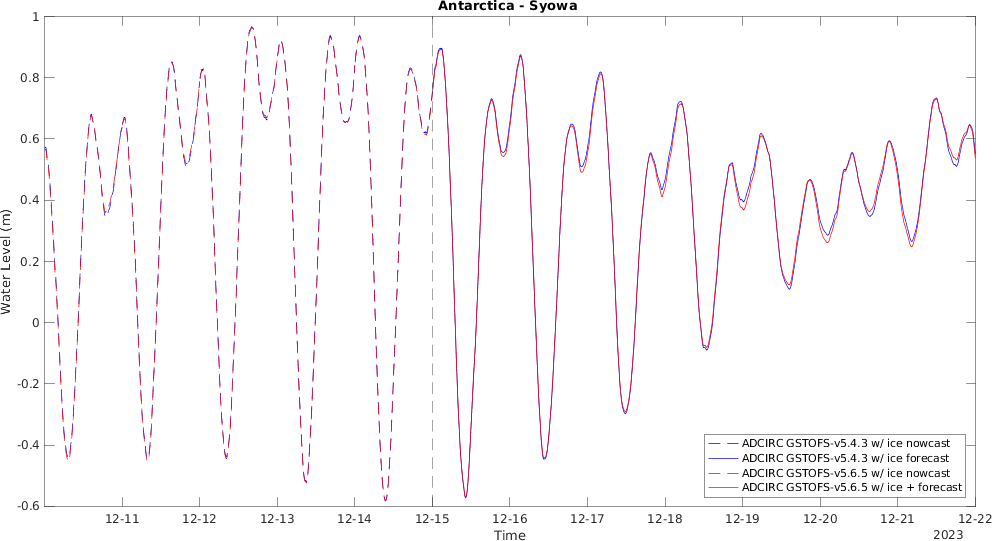 Antarctica - Syowa
1
0.8
0.6
0.4
0.2
0
-0.2
-0.4
-0.6
Water Level (m)
ADCIRC GSTOFS-v5.4.3 w/ ice nowcast
ADCIRC GSTOFS-v5.4.3 w/ ice forecast
ADCIRC GSTOFS-v5.6.5 w/ ice nowcast
ADCIRC GSTOFS-v5.6.5 w/ ice + forecast
12-11 12-12 12-13 12-14 12-15 12-16 12-17 12-18 12-19 12-20 12-21 12-22
Time
2023